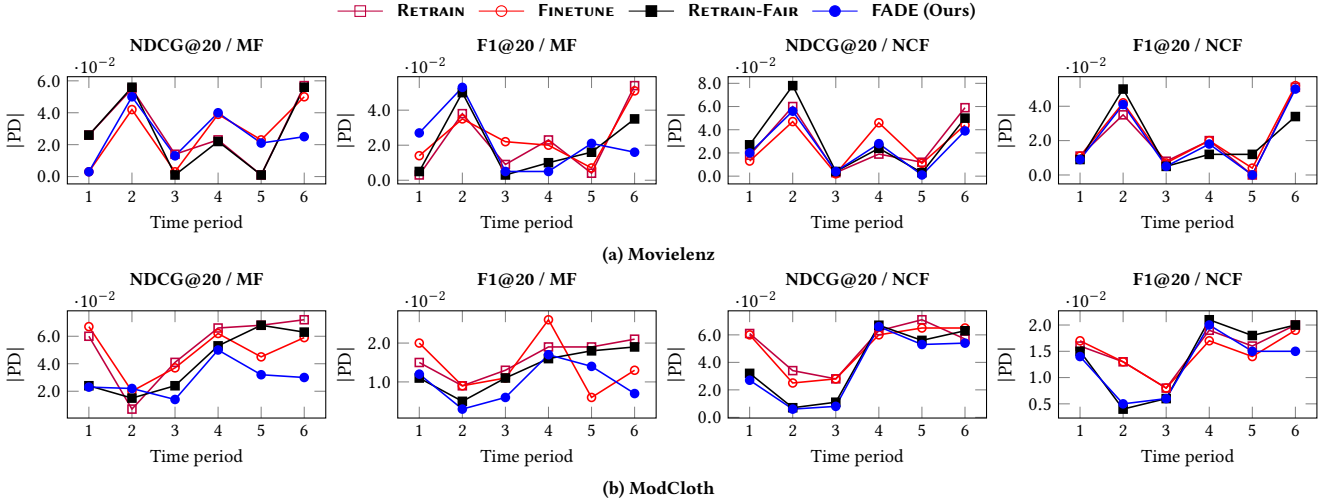 RETRAIN FINETUNE RETRAIN-FAIR FADE (Ours)
NDCG@20 / MF
·10⁻²
6.0
4.0
2.0
0.0
|PD|
1 2 3 4 5 6
Time period
F1@20 / MF
·10⁻²
4.0
2.0
0.0
|PD|
1 2 3 4 5 6
Time period
NDCG@20 / NCF
·10⁻²
8.0
6.0
4.0
2.0
0.0
|PD|
1 2 3 4 5 6
Time period
F1@20 / NCF
·10⁻²
4.0
2.0
0.0
|PD|
1 2 3 4 5 6
Time period
(a) Movielenz
NDCG@20 / MF
·10⁻²
6.0
4.0
2.0
|PD|
1 2 3 4 5 6
Time period
F1@20 / MF
·10⁻²
2.0
1.0
|PD|
1 2 3 4 5 6
Time period
NDCG@20 / NCF
·10⁻²
6.0
4.0
2.0
0.0
|PD|
1 2 3 4 5 6
Time period
F1@20 / NCF
·10⁻²
2.0
1.5
1.0
0.5
|PD|
1 2 3 4 5 6
Time period
(b) ModCloth